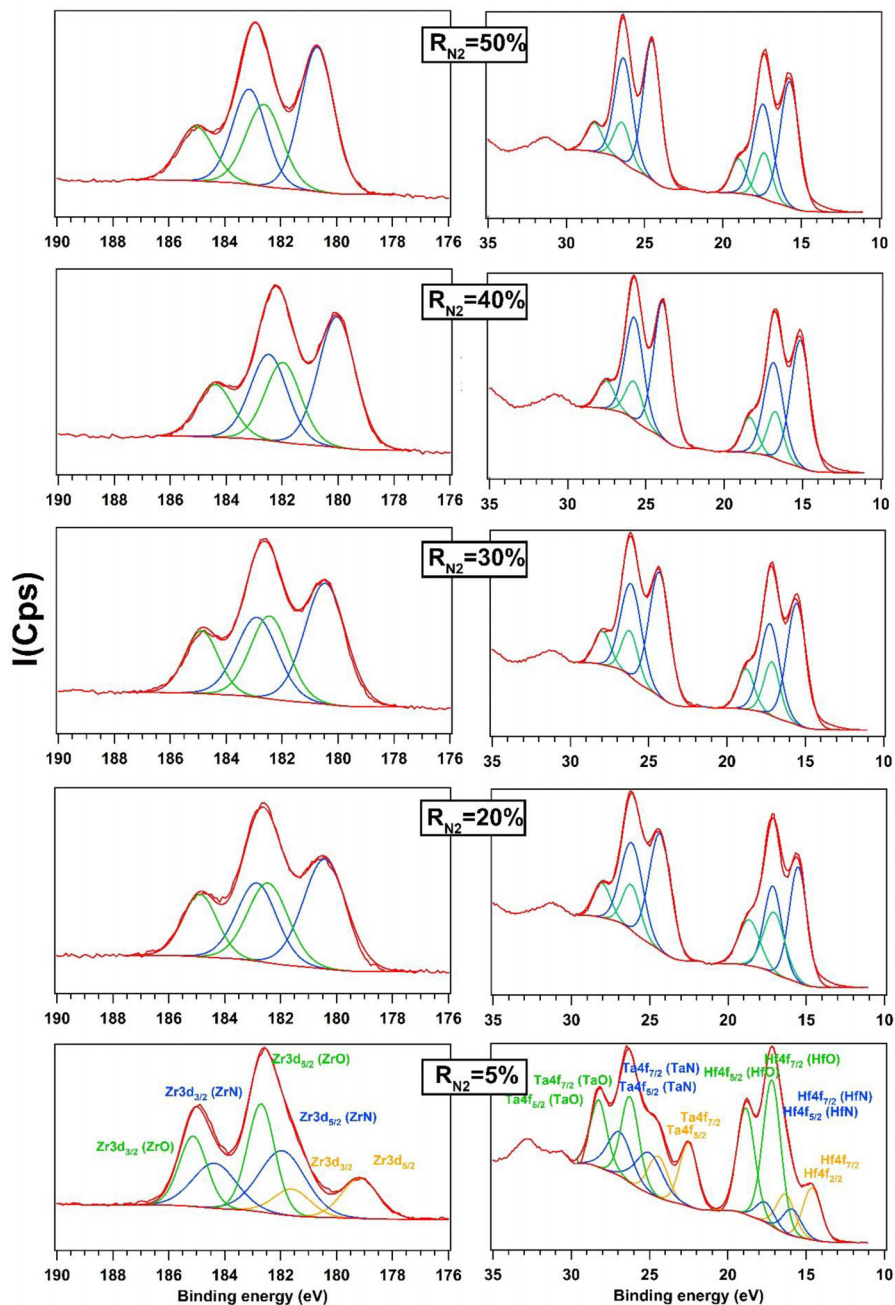 R_N2=50%
190 188 186 184 182 180 178 176
35 30 25 20 15 10
R_N2=40%
190 188 186 184 182 180 178 176
35 30 25 20 15 10
R_N2=30%
I(Cps)
190 188 186 184 182 180 178 176
35 30 25 20 15 10
R_N2=20%
190 188 186 184 182 180 178 176
35 30 25 20 15 10
R_N2=5%
Zr3d5/2 (ZrO)
Zr3d3/2 (ZrN)
Zr3d5/2 (ZrN)
Zr3d3/2 (ZrO)
Zr3d3/2
Zr3d5/2
190 188 186 184 182 180 178 176
Binding energy (eV)
Ta4f7/2 (TaO)
Ta4f5/2 (TaO)
Ta4f7/2 (TaN)
Ta4f5/2 (TaN)
Ta4f7/2
Ta4f5/2
Hf4f7/2 (HfO)
Hf4f5/2 (HfO)
Hf4f7/2 (HfN)
Hf4f5/2 (HfN)
Hf4f7/2
Hf4f2/2
35 30 25 20 15 10
Binding energy (eV)